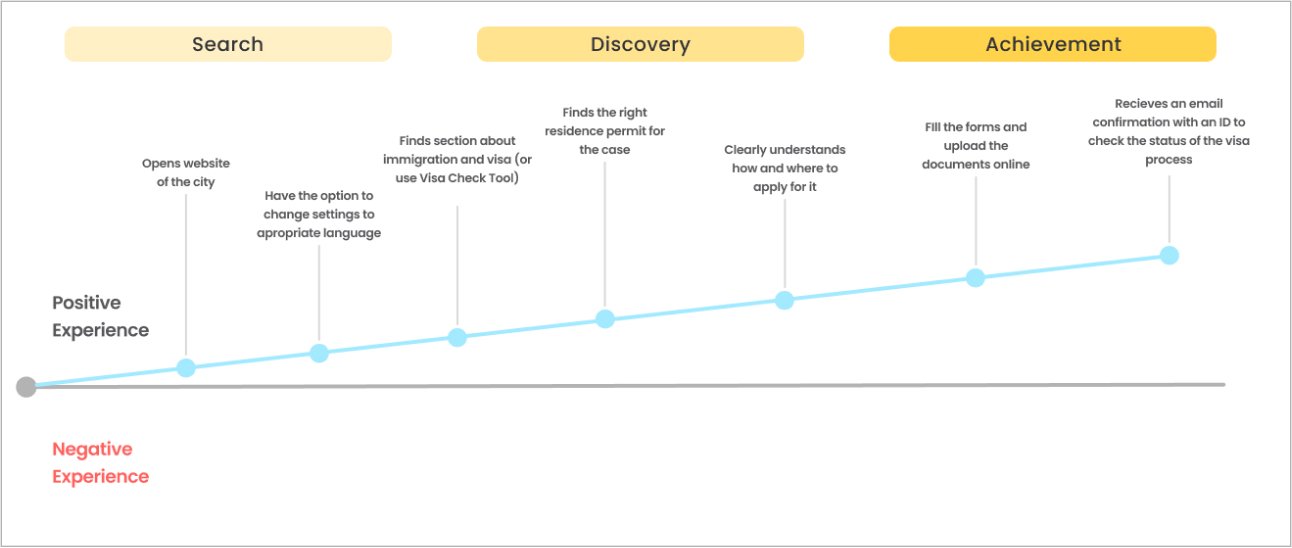 Search
Discovery
Achievement
Opens website
of the city
Have the option to
change settings to
apropriate language
Finds section about
immigration and visa (or
use Visa Check Tool)
Finds the right
residence permit for
the case
Clearly understands
how and where to
apply for it
FIll the forms and
upload the
documents online
Recieves an email
confirmation with an ID to
check the status of the visa
process
Positive
Experience
Negative
Experience